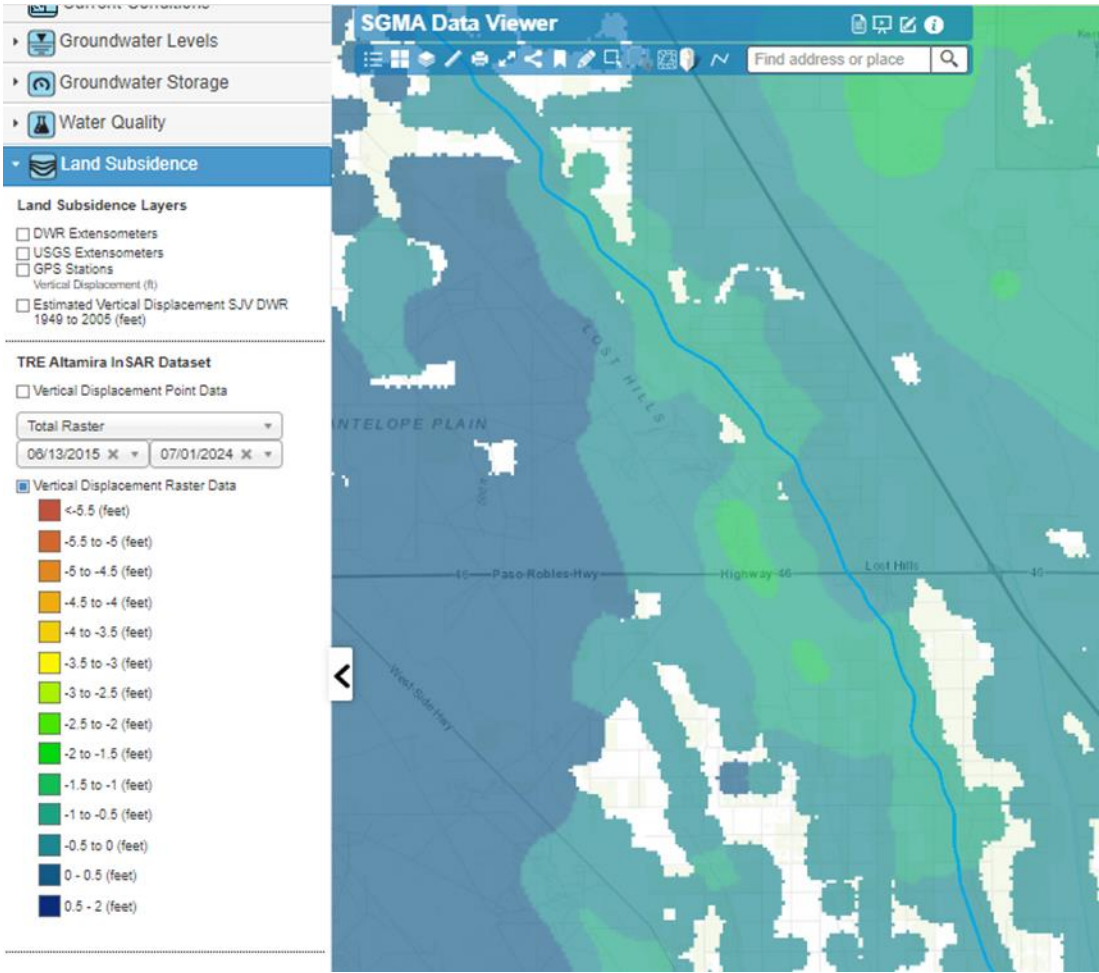 Current Conditions
SGMA Data Viewer
Groundwater Levels
Find address or place
Groundwater Storage
Water Quality
Land Subsidence
Land Subsidence Layers
DWR Extensometers
USGS Extensometers
GPS Stations
Vertical Displacement (ft)
Estimated Vertical Displacement SJV DWR
1949 to 2005 (feet)
TRE Altamira InSAR Dataset
Vertical Displacement Point Data
Total Raster
06/13/2015
07/01/2024
Vertical Displacement Raster Data
<-5.5 (feet)
-5.5 to -5 (feet)
-5 to -4.5 (feet)
-4.5 to -4 (feet)
-4 to -3.5 (feet)
-3.5 to -3 (feet)
-3 to -2.5 (feet)
-2.5 to -2 (feet)
-2 to -1.5 (feet)
-1.5 to -1 (feet)
-1 to -0.5 (feet)
-0.5 to 0 (feet)
0 - 0.5 (feet)
0.5 - 2 (feet)
LOST HILLS
NTELOPE PLAIN
46
Paso Robles Hwy
Highway 46
Lost Hills
46
West Side Hwy